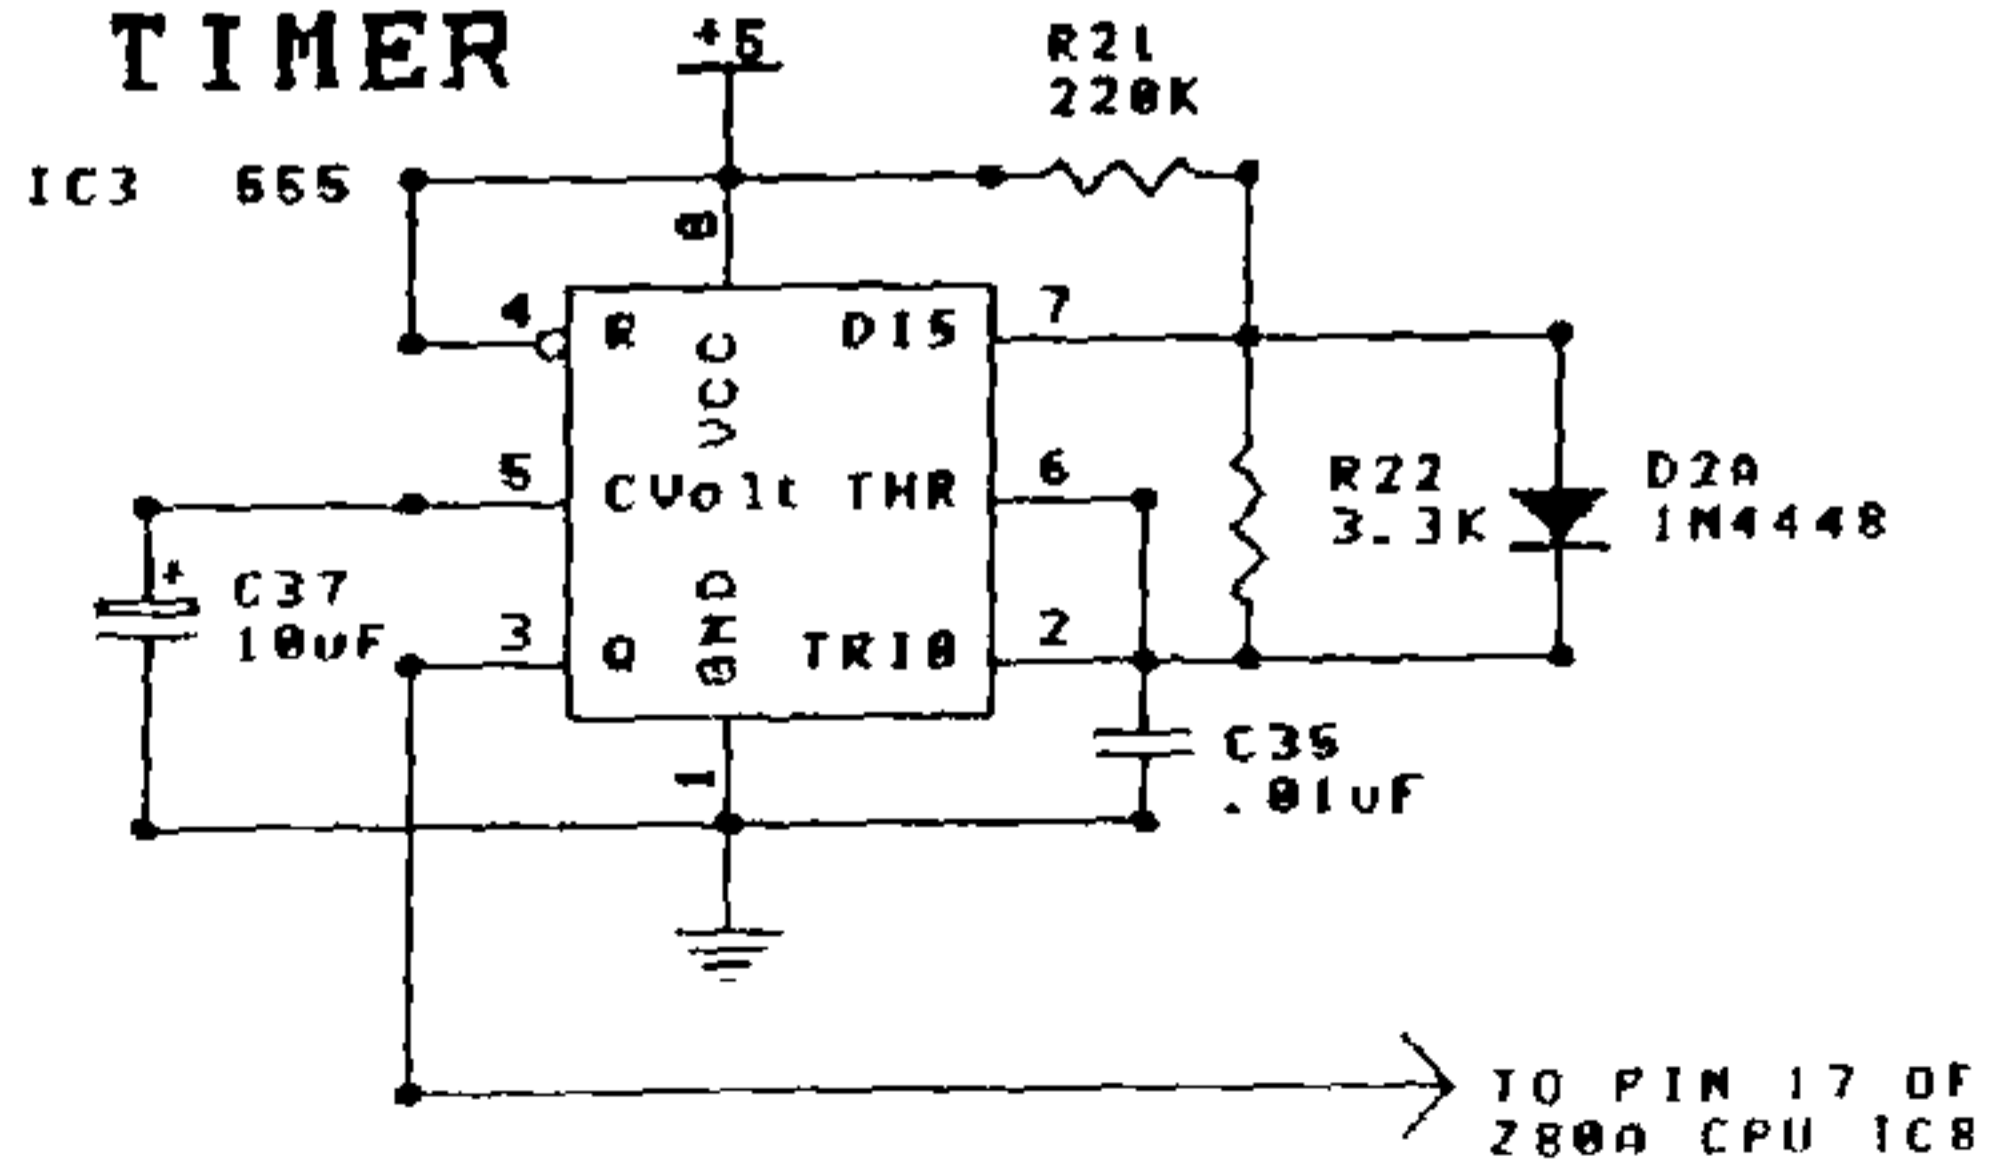 TIMER
+5
R21
220K
IC3 555
8
4
R
VCC
DIS
7
5
CVolt
THR
6
R22
3.3K
D2A
1N4448
+
C37
10uF
3
Q
GND
TRIG
2
1
C35
.01uF
TO PIN 17 OF
Z80A CPU IC8